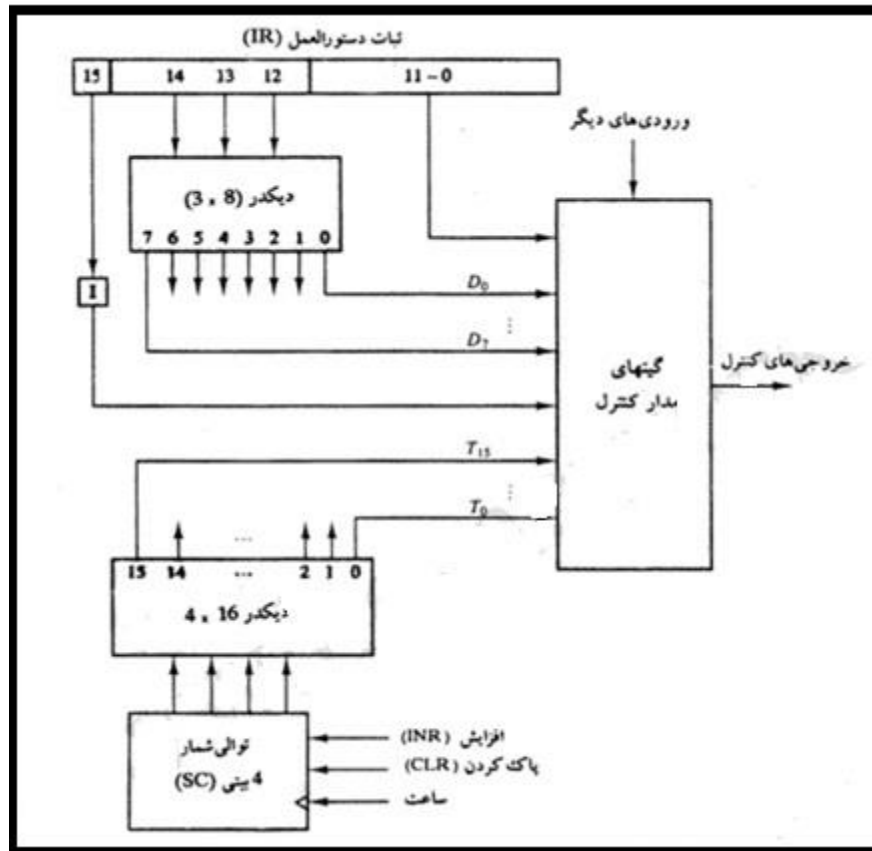 ثبات دستورالعمل (IR)
15 14 13 12 11 – 0
ورودی‌های دیگر
دیکدر (3 × 8)
7 6 5 4 3 2 1 0
I
D0
⋮
D7
گیتهای
مدار کنترل
خروجی‌های کنترل
T15
⋮
T0
15 14 ... 2 1 0
دیکدر 16 × 4
توالی‌شمار
4 بیتی (SC)
افزایش (INR)
پاک کردن (CLR)
ساعت